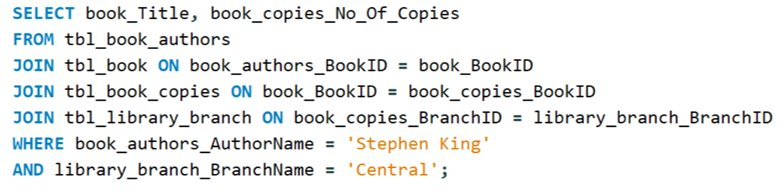 SELECT book_Title, book_copies_No_Of_Copies
FROM tbl_book_authors
JOIN tbl_book ON book_authors_BookID = book_BookID
JOIN tbl_book_copies ON book_BookID = book_copies_BookID
JOIN tbl_library_branch ON book_copies_BranchID = library_branch_BranchID
WHERE book_authors_AuthorName = 'Stephen King'
AND library_branch_BranchName = 'Central';